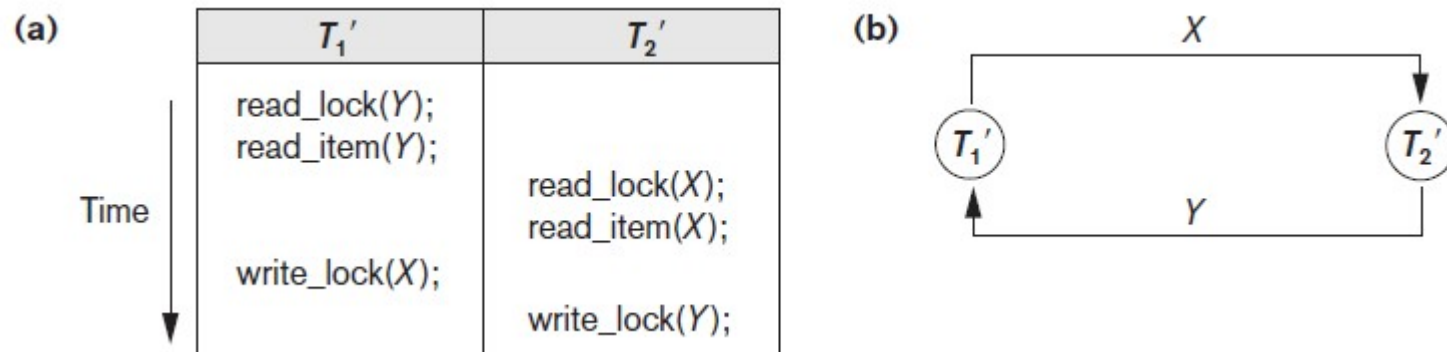 (a)
T₁′ T₂′
read_lock(Y);
read_item(Y);
read_lock(X);
Time
read_item(X);
write_lock(X);
write_lock(Y);
(b)
X
T₁′ T₂′
Y